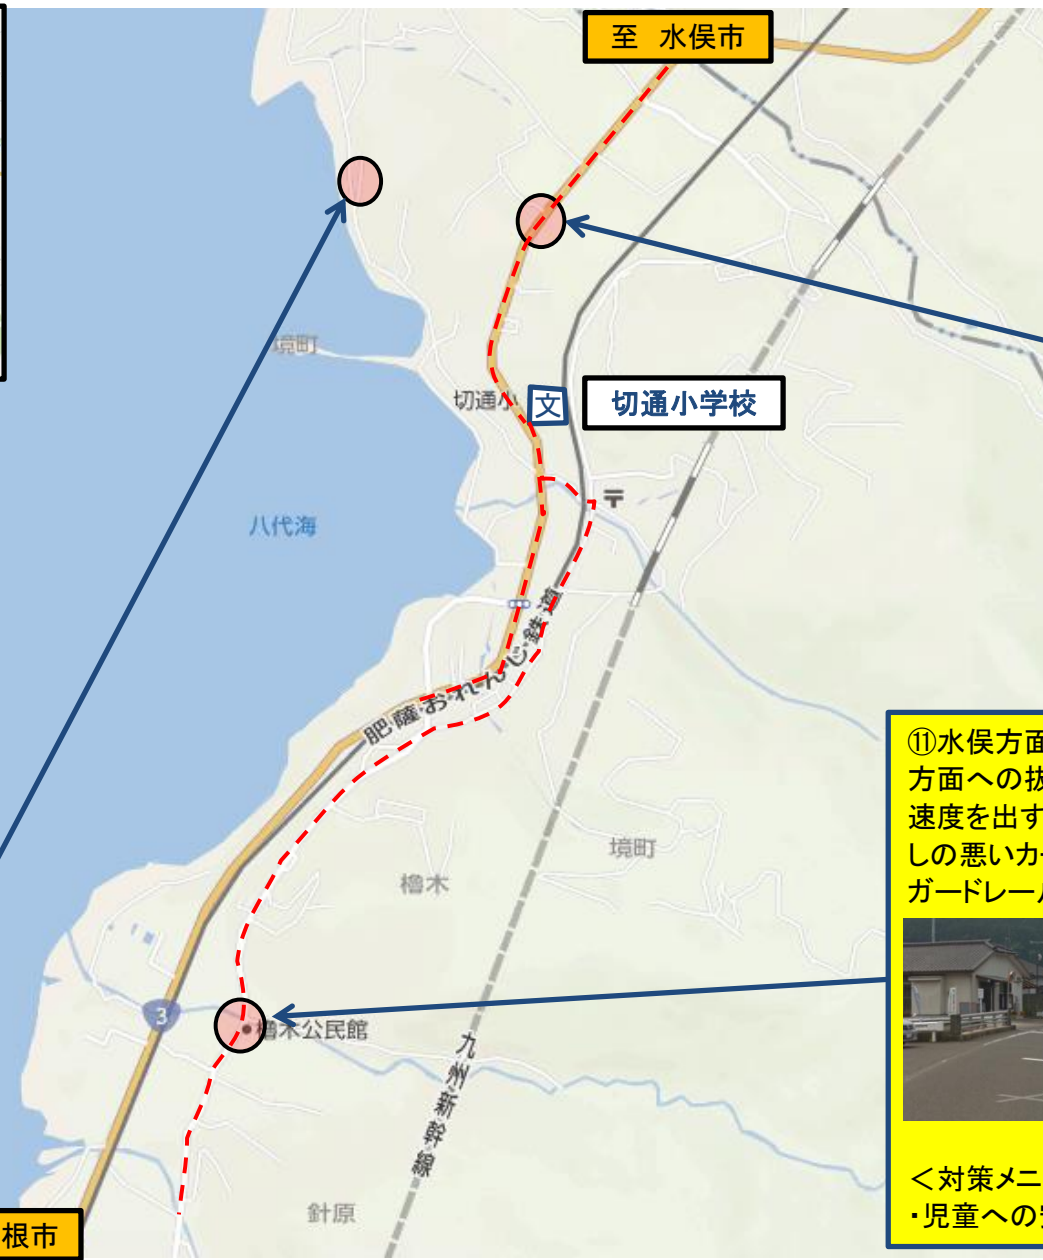 至 水俣市
境町
切通小
文
切通小学校
〒
八代海
肥薩おれんじ鉄道
⑪水俣方面
方面への抜
速度を出す
しの悪いカー
ガードレール
境町
櫓木
3
櫓木公民館
九州新幹線
<対策メニ
・児童への安
針原
根市